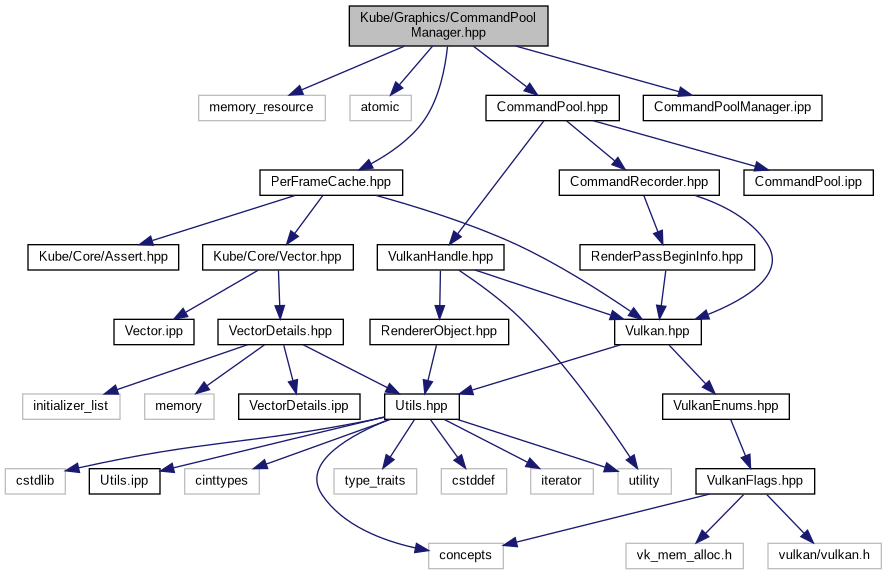 Kube/Graphics/CommandPool
Manager.hpp
memory_resource
atomic
CommandPool.hpp
CommandPoolManager.ipp
PerFrameCache.hpp
CommandRecorder.hpp
CommandPool.ipp
Kube/Core/Assert.hpp
Kube/Core/Vector.hpp
VulkanHandle.hpp
RenderPassBeginInfo.hpp
Vector.ipp
VectorDetails.hpp
RendererObject.hpp
Vulkan.hpp
initializer_list
memory
VectorDetails.ipp
Utils.hpp
VulkanEnums.hpp
cstdlib
Utils.ipp
cinttypes
type_traits
cstddef
iterator
utility
VulkanFlags.hpp
concepts
vk_mem_alloc.h
vulkan/vulkan.h